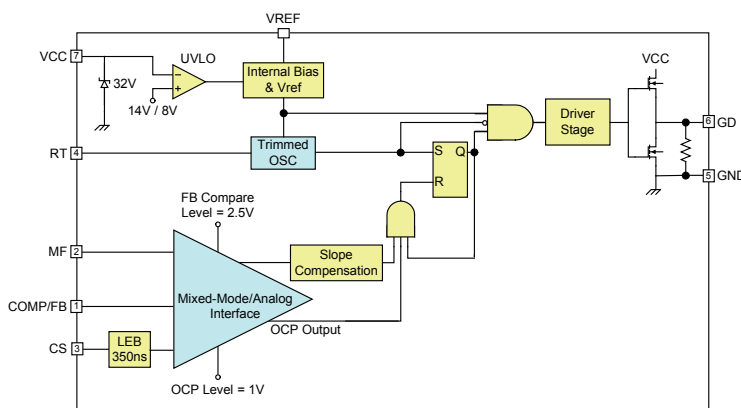 VREF
VCC 7
UVLO
32V
14V / 8V
Internal Bias
& Vref
VCC
Driver
Stage
6 GD
RT 4
Trimmed
OSC
S Q
R
5 GND
FB Compare
Level = 2.5V
MF 2
Slope
Compensation
COMP/FB 1
Mixed-Mode/Analog
Interface
OCP Output
CS 3
LEB
350ns
OCP Level = 1V